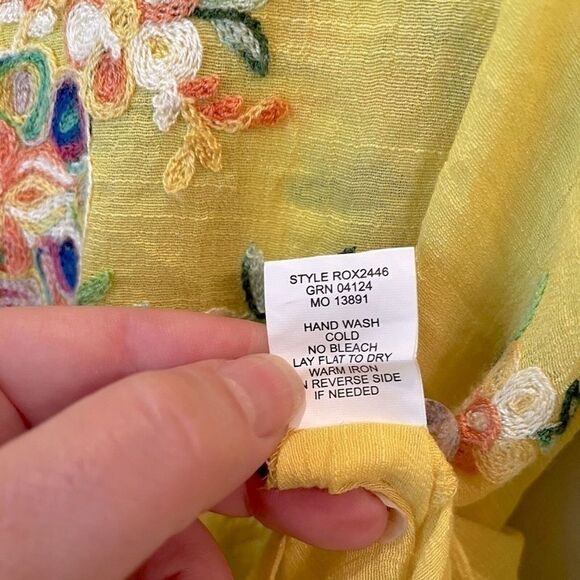 STYLE ROX2446
GRN 04124
MO 13891
HAND WASH
COLD
NO BLEACH
LAY FLAT TO DRY
WARM IRON
N REVERSE SIDE
IF NEEDED